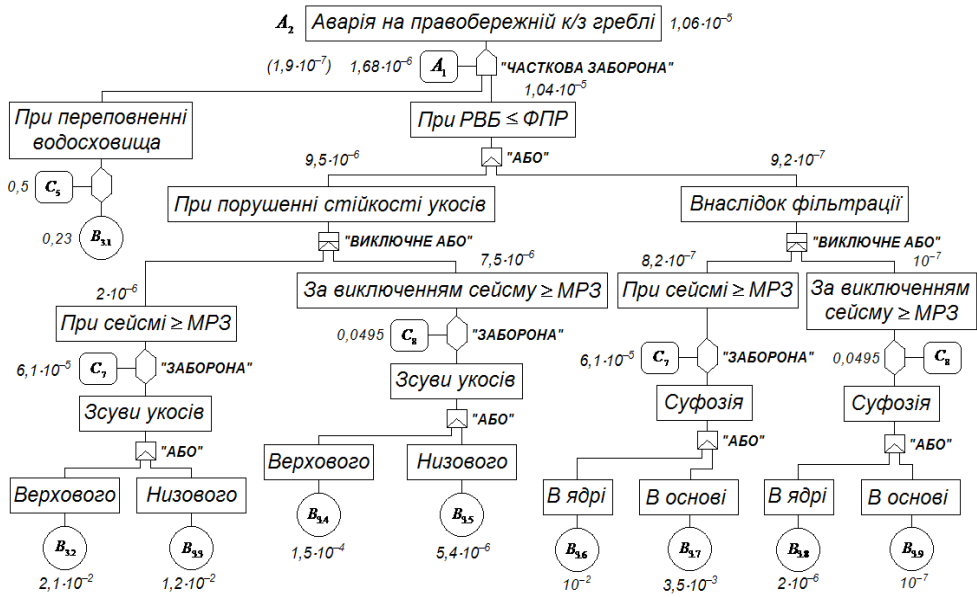 A₂ Аварія на правобережній к/з греблі 1,06·10⁻⁵
(1,9·10⁻⁷) 1,68·10⁻⁶ A₁ "ЧАСТКОВА ЗАБОРОНА"
1,04·10⁻⁵
При переповненні
водосховища
При РВБ ≤ ФПР
"АБО"
9,5·10⁻⁶ 9,2·10⁻⁷
0,5 C₅
При порушенні стійкості укосів Внаслідок фільтрації
0,23 B₃.₁
"ВИКЛЮЧНЕ АБО" "ВИКЛЮЧНЕ АБО"
2·10⁻⁶ 7,5·10⁻⁶ 8,2·10⁻⁷ 10⁻⁷
При сейсмі ≥ МРЗ
За виключенням сейсму ≥ МРЗ
При сейсмі ≥ МРЗ
За виключенням
сейсму ≥ МРЗ
6,1·10⁻⁵ C₇ "ЗАБОРОНА"
0,0495 C₈ "ЗАБОРОНА"
6,1·10⁻⁵ C₇ "ЗАБОРОНА"
0,0495 C₈
Зсуви укосів Зсуви укосів Суфозія Суфозія
"АБО" "АБО" "АБО" "АБО"
Верхового Низового Верхового Низового В ядрі В основі В ядрі В основі
B₃.₂ B₃.₃ B₃.₄ B₃.₅ B₃.₆ B₃.₇ B₃.₈ B₃.₉
2,1·10⁻² 1,2·10⁻² 1,5·10⁻⁴ 5,4·10⁻⁶ 10⁻² 3,5·10⁻³ 2·10⁻⁶ 10⁻⁷